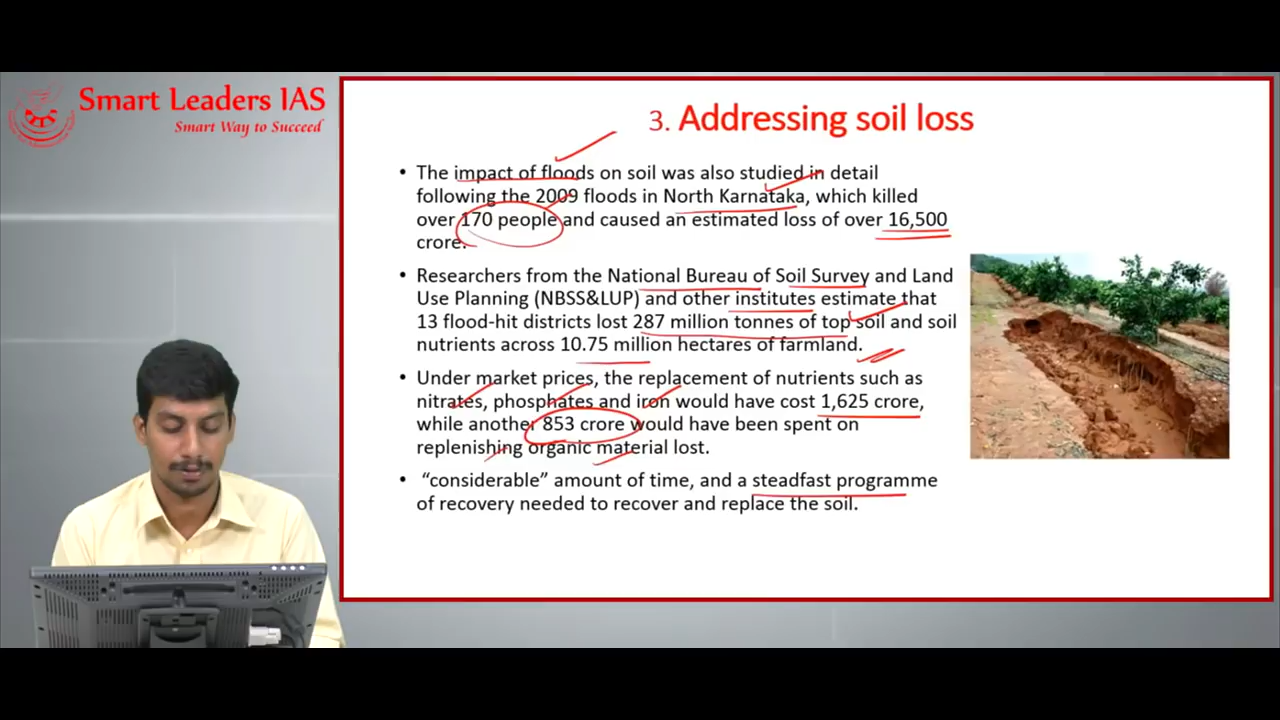 Smart Leaders IAS
Smart Way to Succeed
3. Addressing soil loss
• The impact of floods on soil was also studied in detail
following the 2009 floods in North Karnataka, which killed
over 170 people and caused an estimated loss of over 16,500
crore.
• Researchers from the National Bureau of Soil Survey and Land
Use Planning (NBSS&LUP) and other institutes estimate that
13 flood-hit districts lost 287 million tonnes of top soil and soil
nutrients across 10.75 million hectares of farmland.
• Under market prices, the replacement of nutrients such as
nitrates, phosphates and iron would have cost 1,625 crore,
while another 853 crore would have been spent on
replenishing organic material lost.
• “considerable” amount of time, and a steadfast programme
of recovery needed to recover and replace the soil.